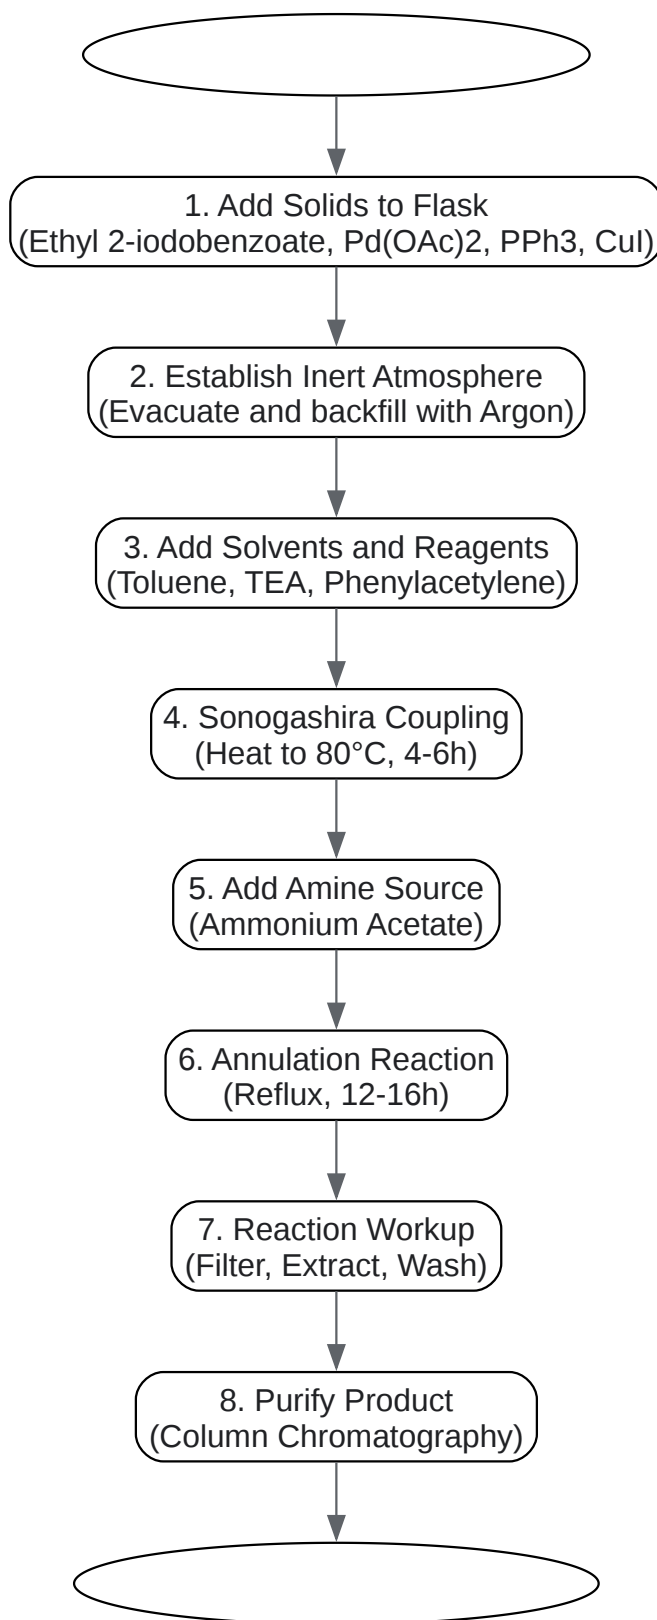 1. Add Solids to Flask
(Ethyl 2-iodobenzoate, Pd(OAc)2, PPh3, CuI)
2. Establish Inert Atmosphere
(Evacuate and backfill with Argon)
3. Add Solvents and Reagents
(Toluene, TEA, Phenylacetylene)
4. Sonogashira Coupling
(Heat to 80°C, 4-6h)
5. Add Amine Source
(Ammonium Acetate)
6. Annulation Reaction
(Reflux, 12-16h)
7. Reaction Workup
(Filter, Extract, Wash)
8. Purify Product
(Column Chromatography)